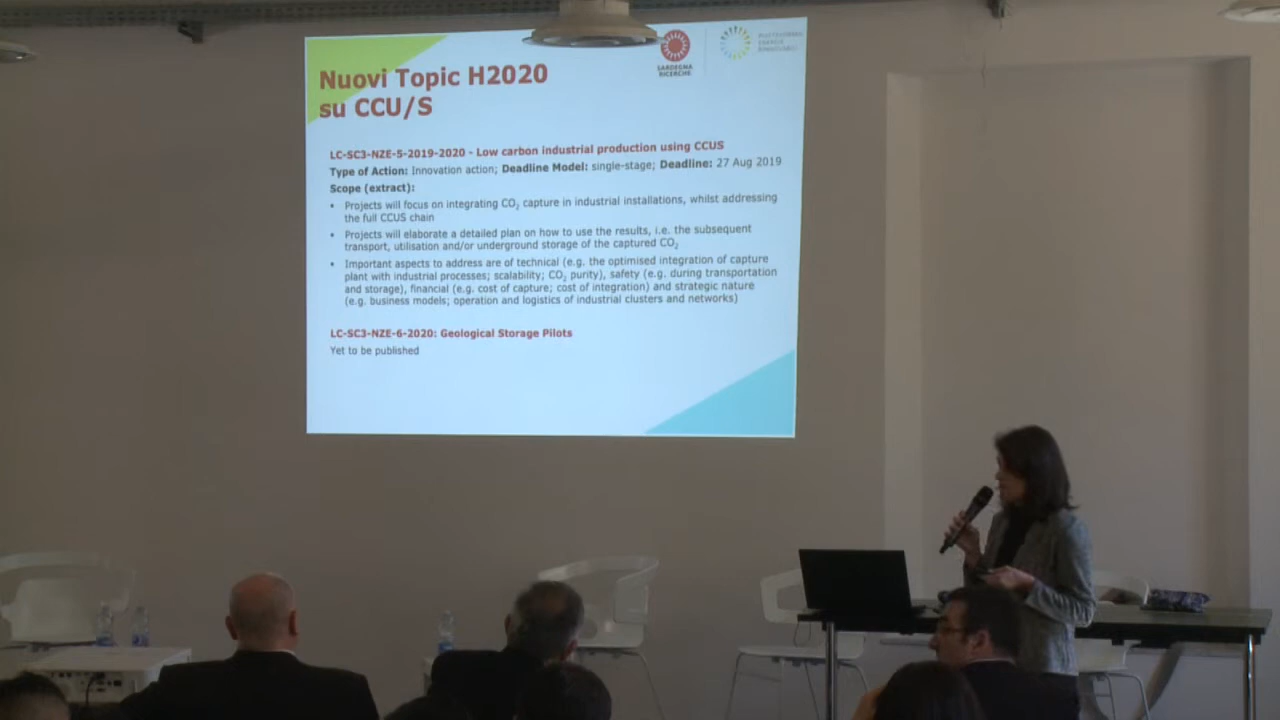 Nuovi Topic H2020
su CCU/S
SARDEGNA
RICERCHE
PIATTAFORMA
ENERGIE
RINNOVABILI
LC-SC3-NZE-5-2019-2020 - Low carbon industrial production using CCUS
Type of Action: Innovation action; Deadline Model: single-stage; Deadline: 27 Aug 2019
Scope (extract):
• Projects will focus on integrating CO₂ capture in industrial installations, whilst addressing
the full CCUS chain
• Projects will elaborate a detailed plan on how to use the results, i.e. the subsequent
transport, utilisation and/or underground storage of the captured CO₂
• Important aspects to address are of technical (e.g. the optimised integration of capture
plant with industrial processes; scalability; CO₂ purity), safety (e.g. during transportation
and storage), financial (e.g. cost of capture; cost of integration) and strategic nature
(e.g. business models; operation and logistics of industrial clusters and networks)
LC-SC3-NZE-6-2020: Geological Storage Pilots
Yet to be published